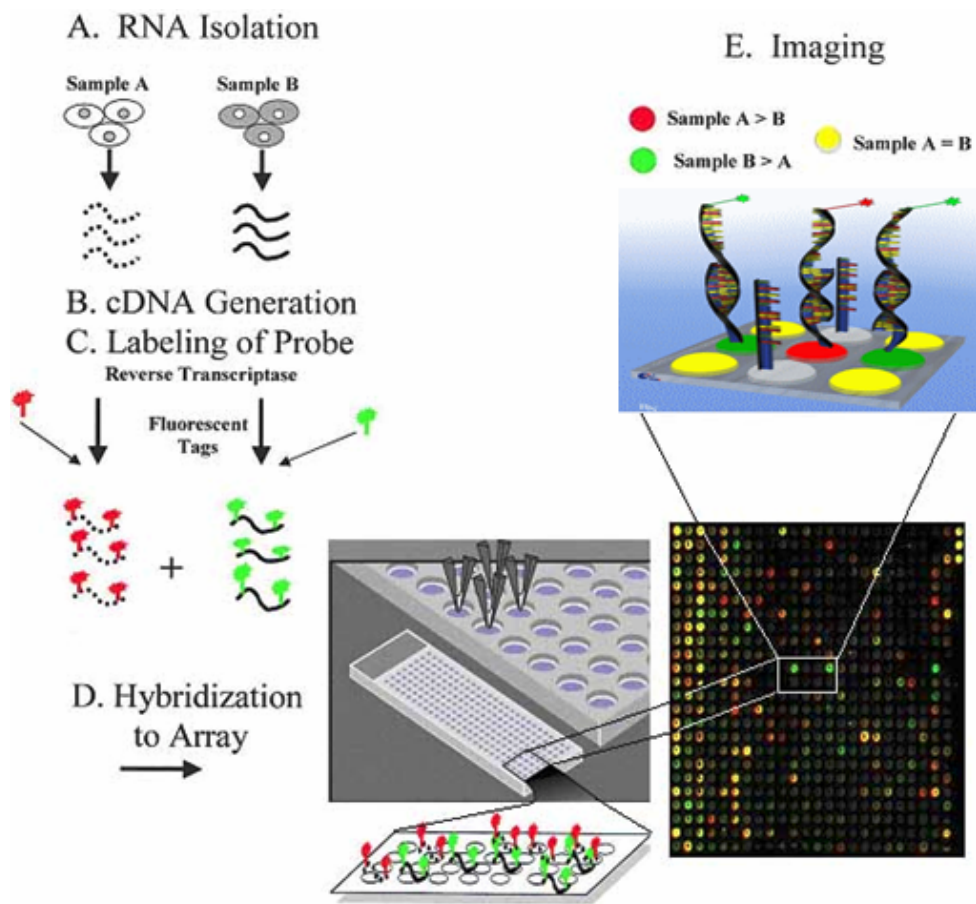 A. RNA Isolation
Sample A
Sample B
B. cDNA Generation
C. Labeling of Probe
Reverse Transcriptase
Fluorescent
Tags
+
D. Hybridization
to Array
E. Imaging
Sample A > B
Sample B > A
Sample A = B